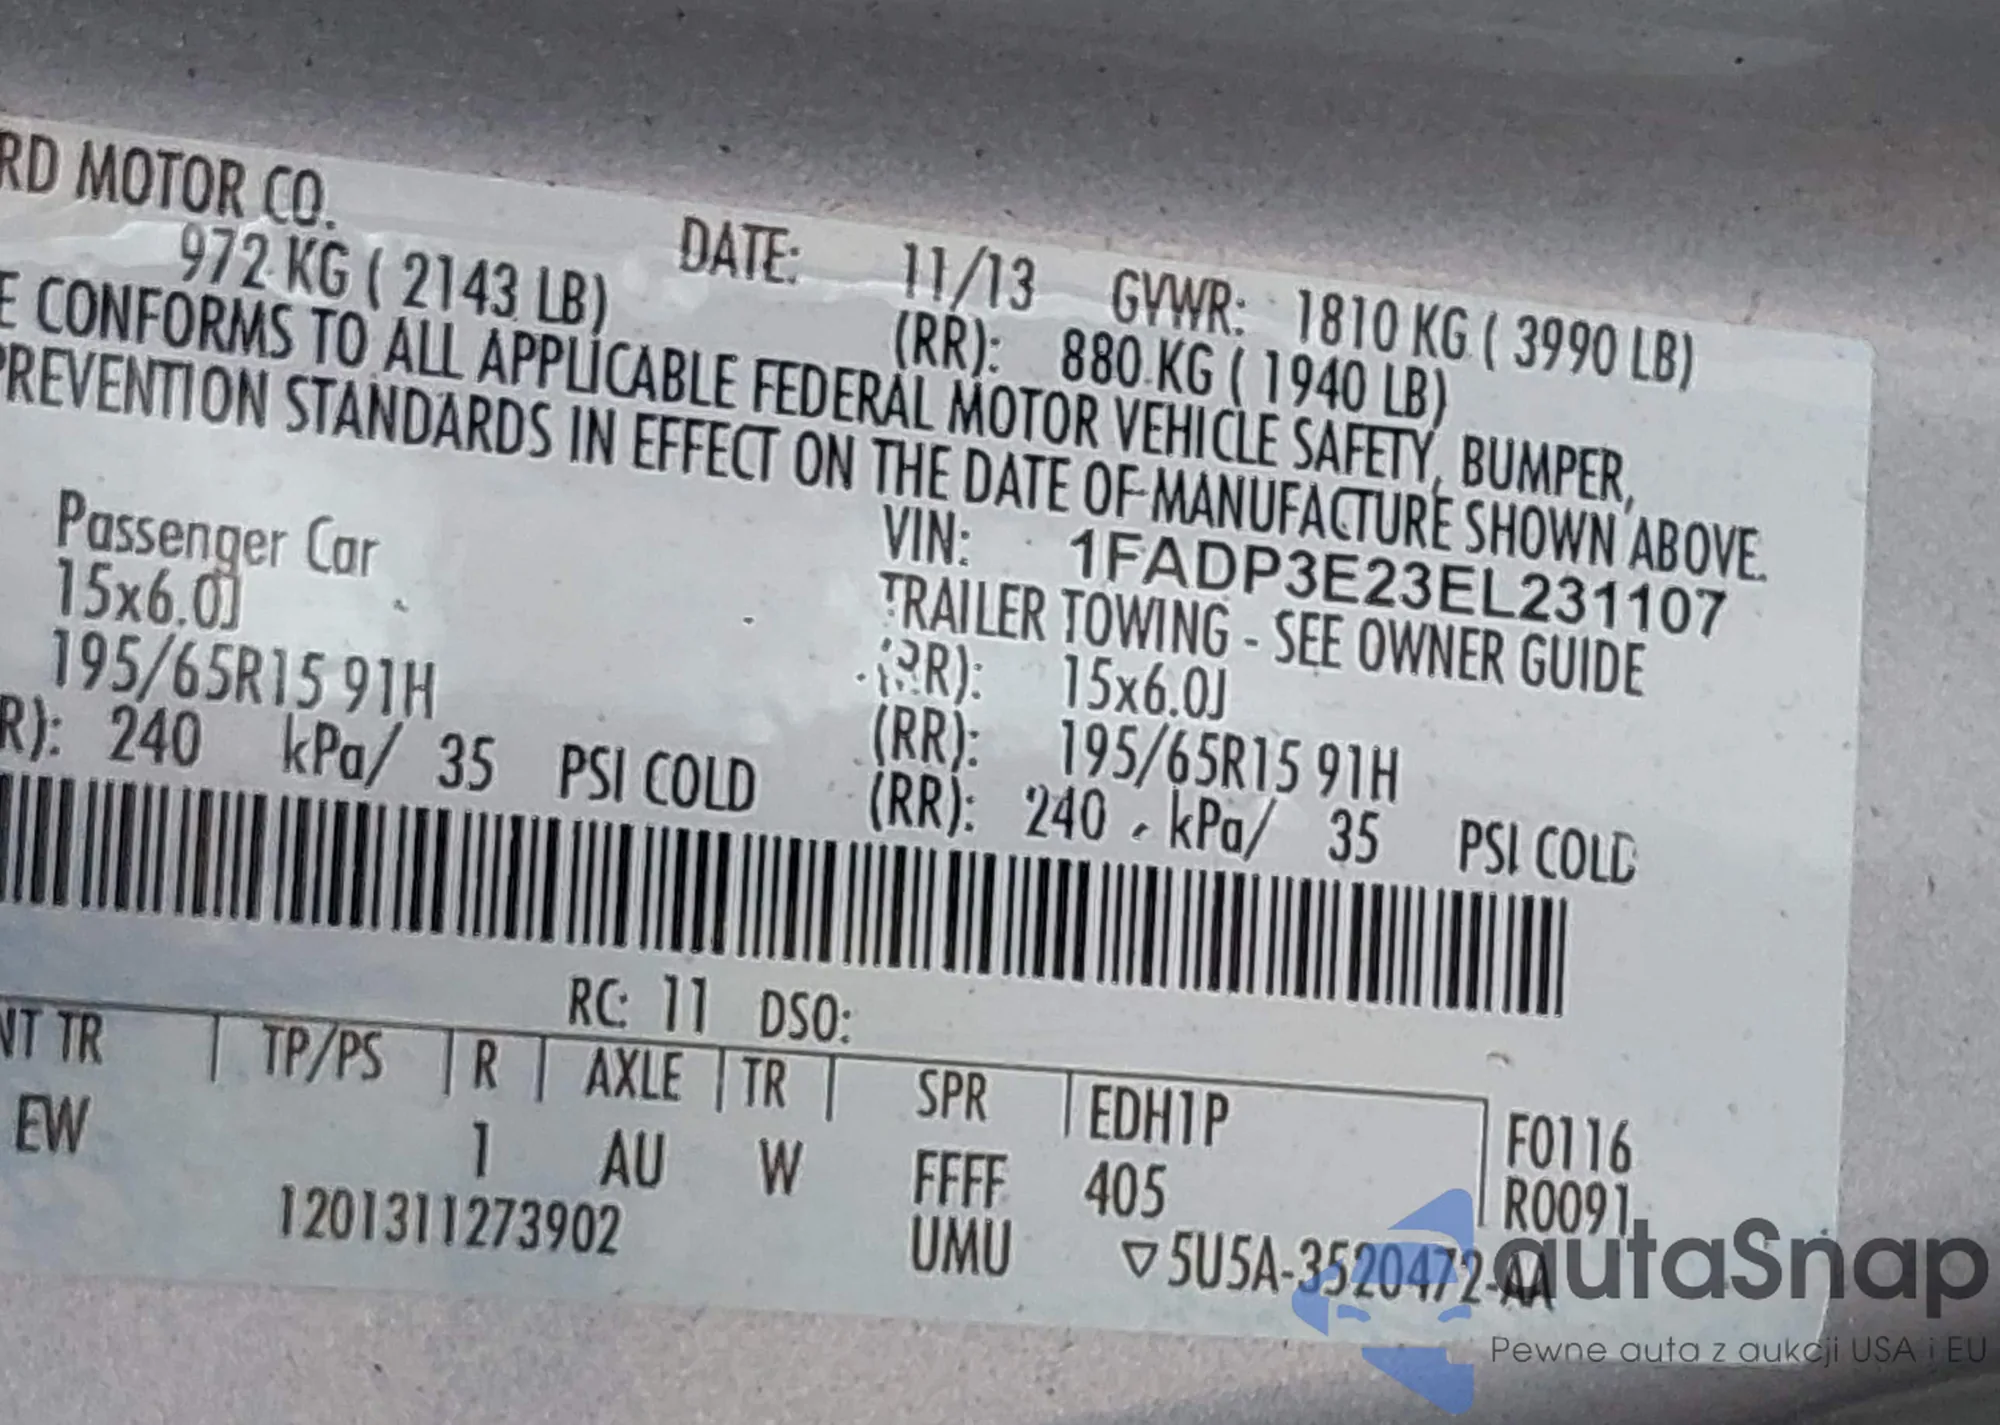 RD MOTOR CO.
DATE: 11/13 GVWR: 1810 KG ( 3990 LB)
972 KG ( 2143 LB) (RR): 880 KG ( 1940 LB)
E CONFORMS TO ALL APPLICABLE FEDERAL MOTOR VEHICLE SAFETY, BUMPER,
PREVENTION STANDARDS IN EFFECT ON THE DATE OF MANUFACTURE SHOWN ABOVE.
VIN: 1FADP3E23EL231107
Passenger Car TRAILER TOWING - SEE OWNER GUIDE
15x6.0J (RR): 15x6.0J
195/65R15 91H (RR): 195/65R15 91H
R): 240 kPa/ 35 PSI COLD (RR): 240 kPa/ 35 PSI COLD
RC: 11 DSO:
NT TR TP/PS R AXLE TR SPR EDH1P F0116
EW 1 AU W FFFF 405 R0091
1201311273902 UMU ▽5U5A-3520472-AA
autaSnap
Pewne auta z aukcji USA i EU